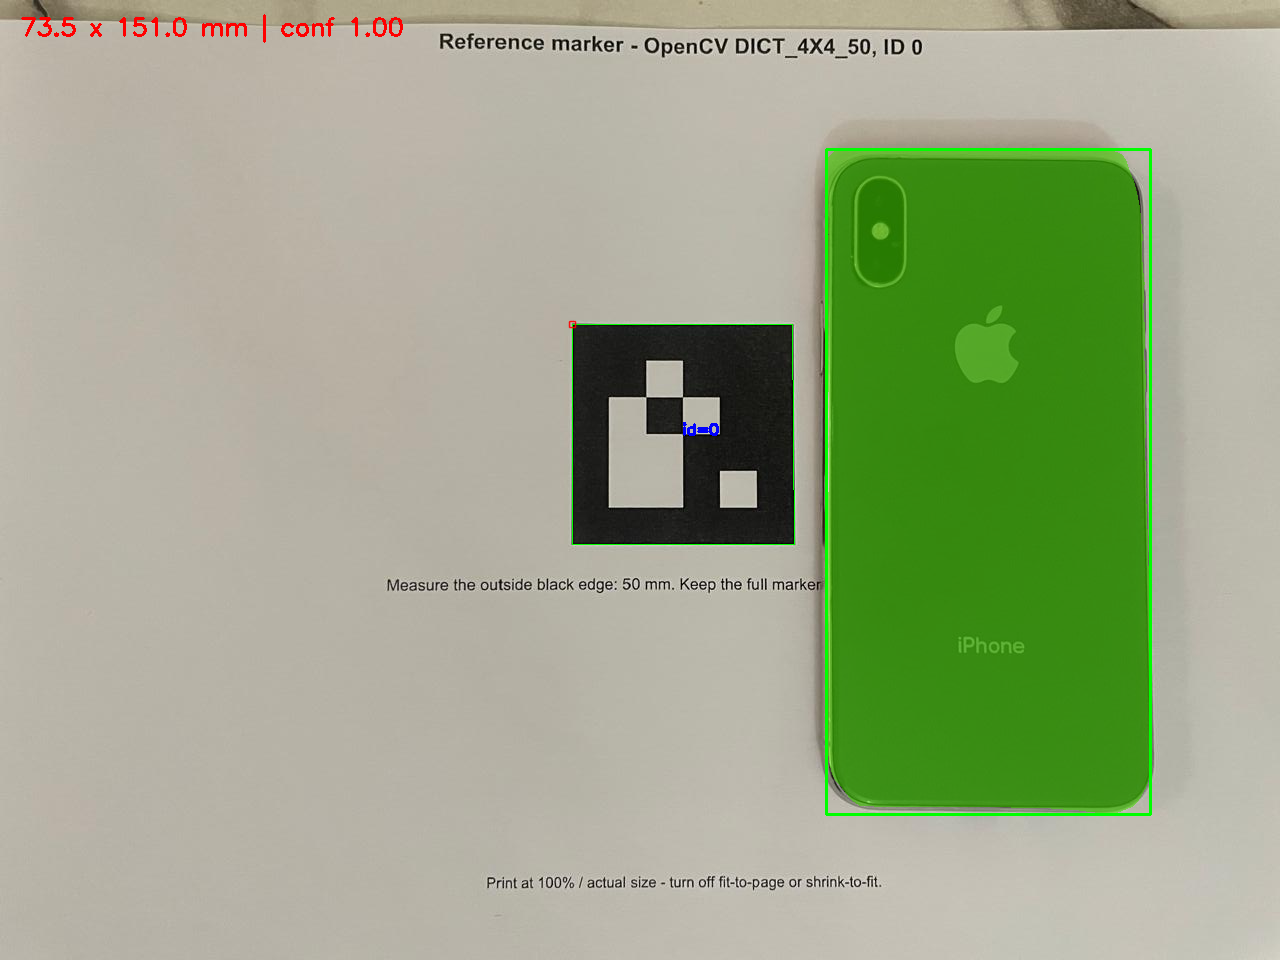 73.5 x 151.0 mm | conf 1.00
Reference marker - OpenCV DICT_4X4_50, ID 0
id=0
Measure the outside black edge: 50 mm. Keep the full marker
iPhone
Print at 100% / actual size - turn off fit-to-page or shrink-to-fit.